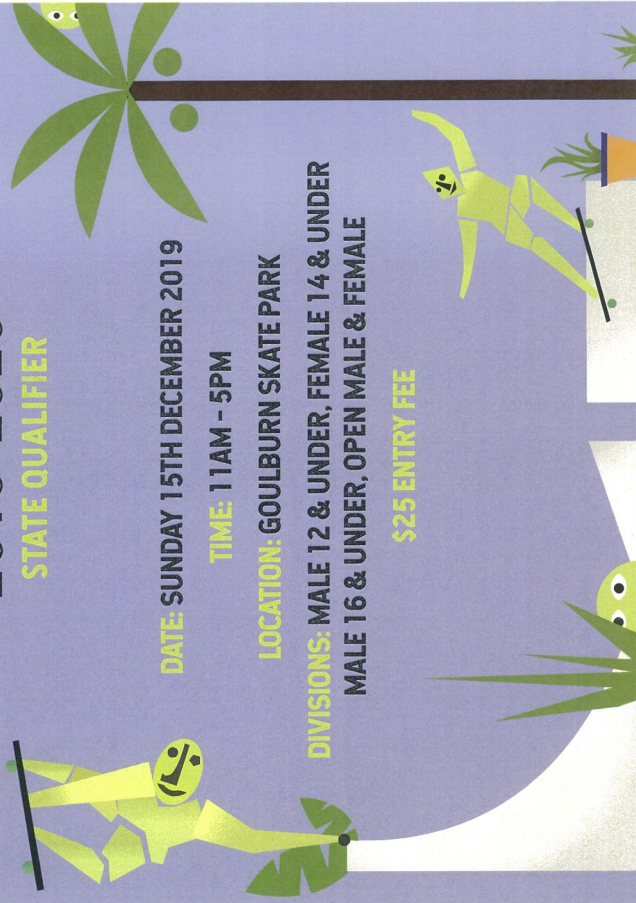 STATE QUALIFIER
DATE: SUNDAY 15TH DECEMBER 2019
TIME: 11AM - 5PM
LOCATION: GOULBURN SKATE PARK
DIVISIONS: MALE 12 & UNDER, FEMALE 14 & UNDER
MALE 16 & UNDER, OPEN MALE & FEMALE
$25 ENTRY FEE